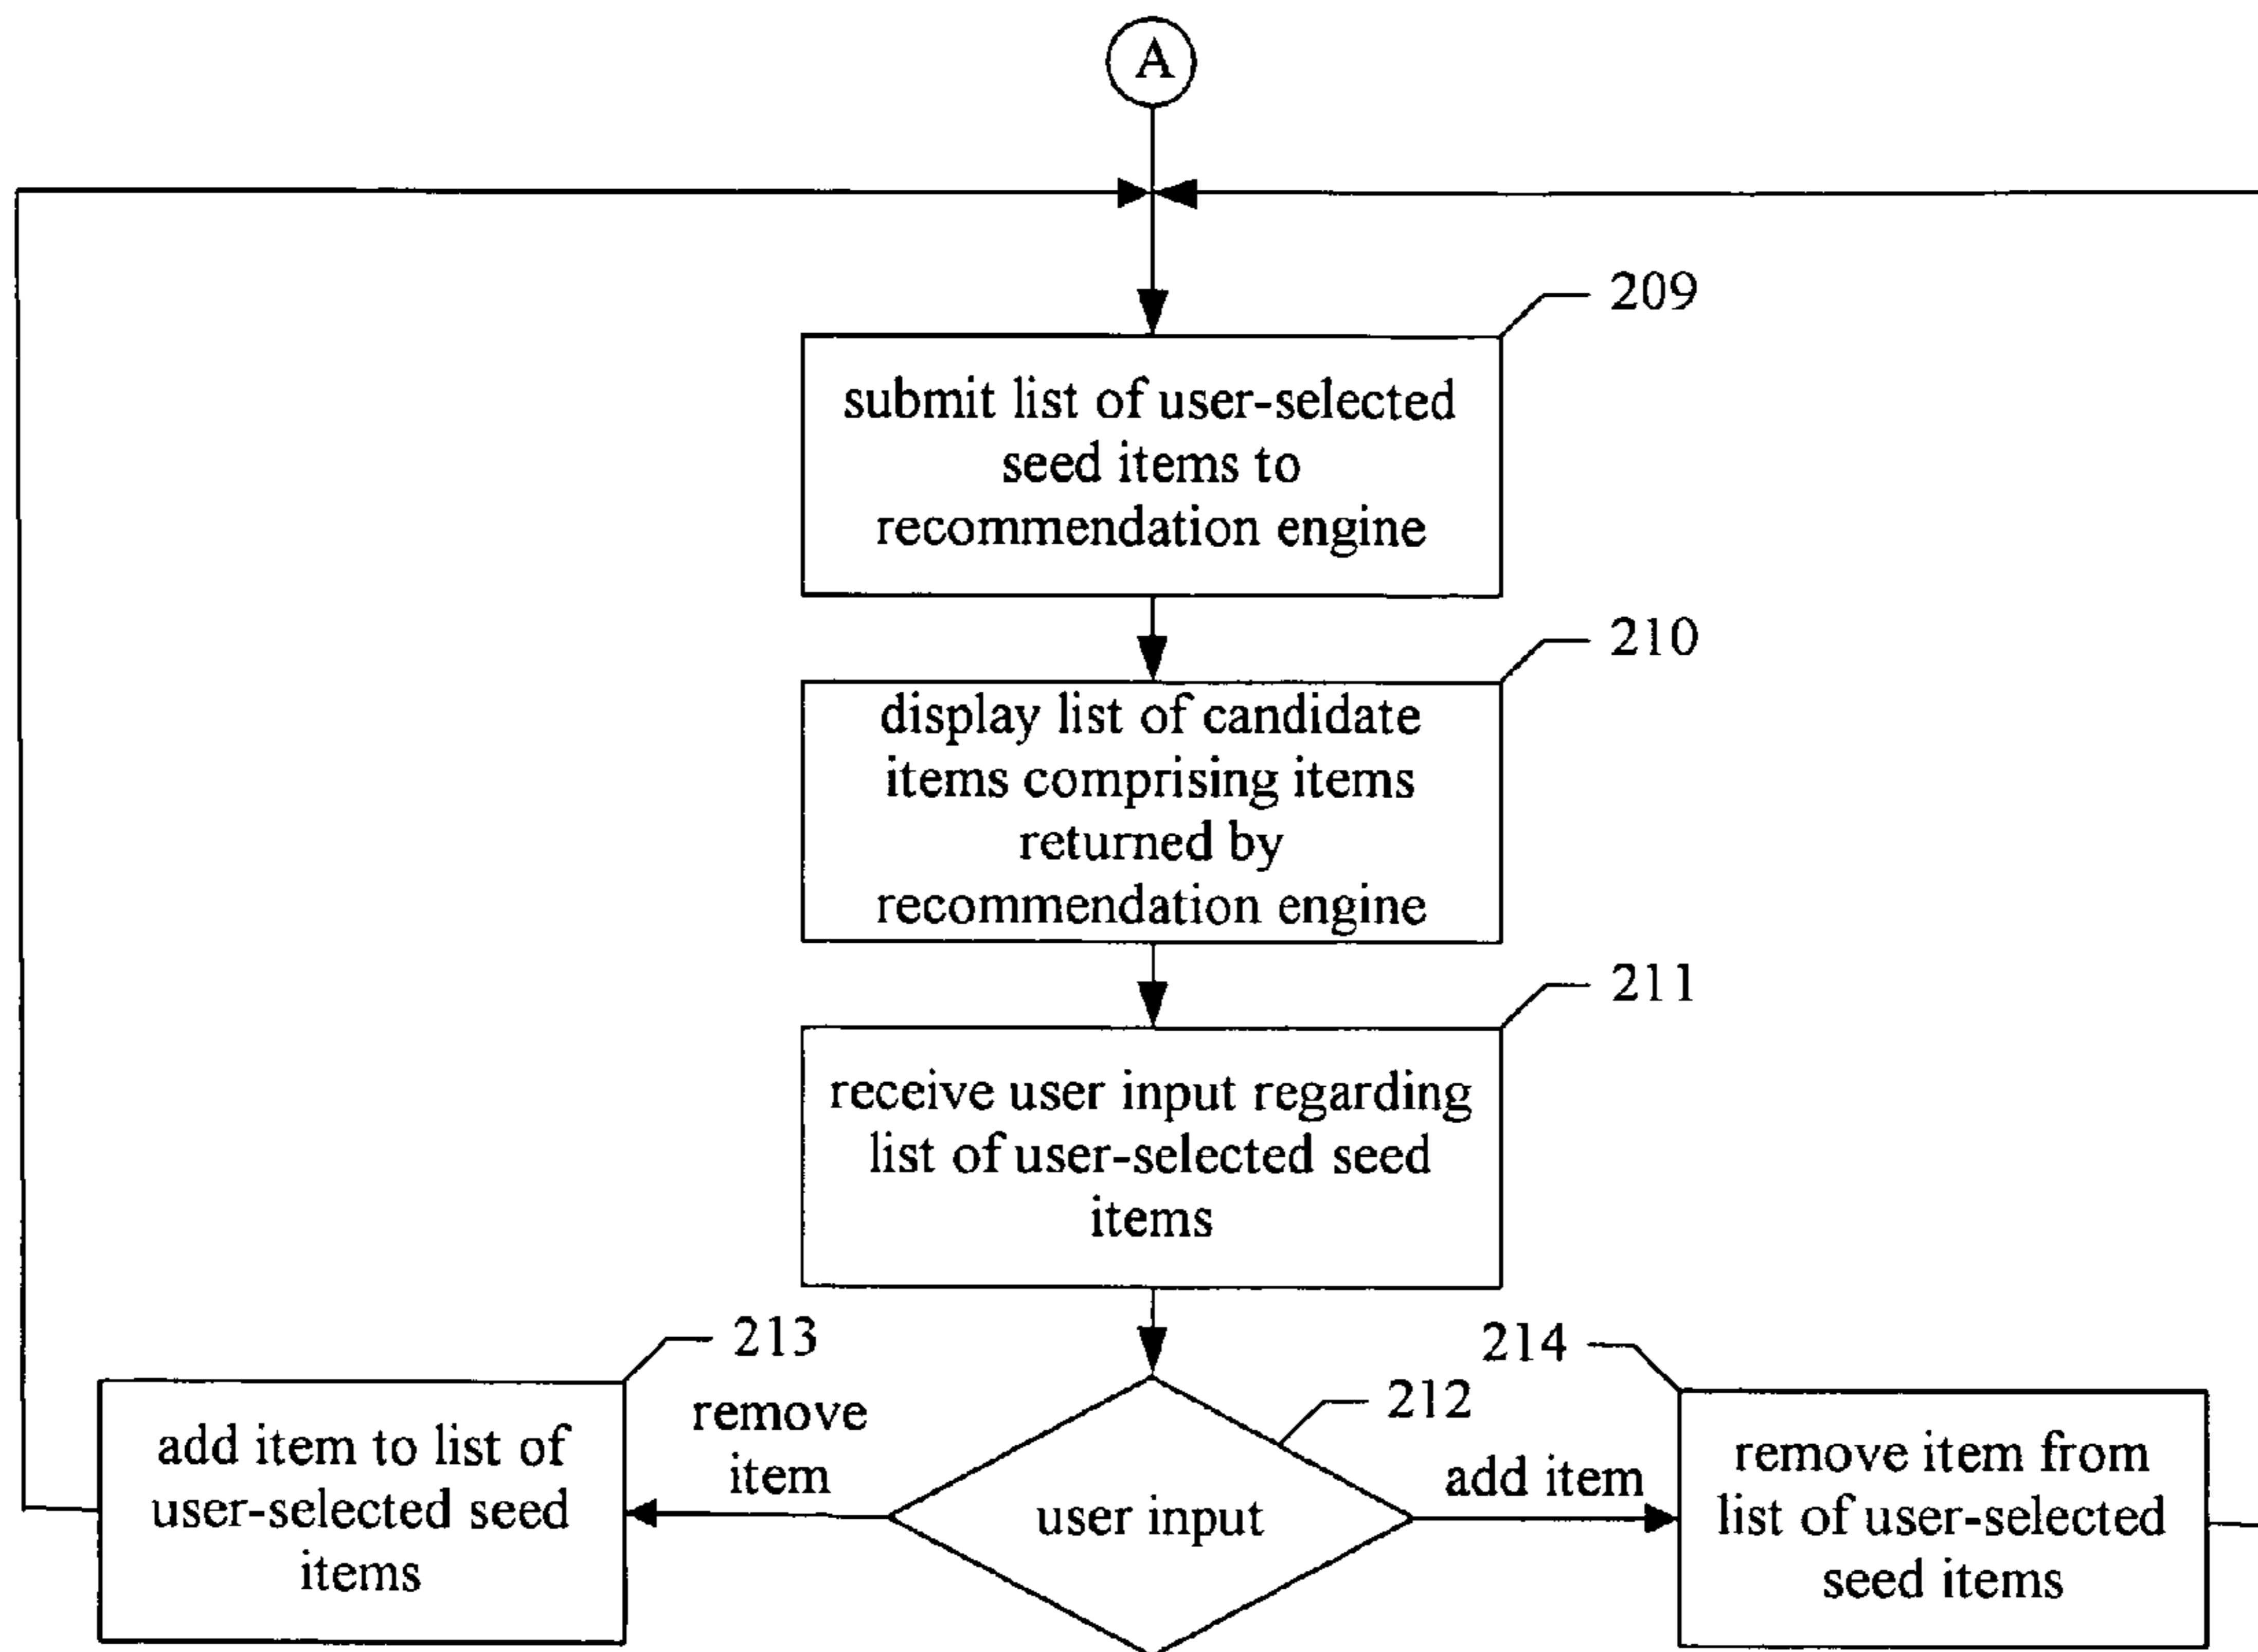 A
209
submit list of user-selected
seed items to
recommendation engine
210
display list of candidate
items comprising items
returned by
recommendation engine
211
receive user input regarding
list of user-selected seed
items
213
add item to list of
user-selected seed
items
remove
item
212
user input
add item
214
remove item from
list of user-selected
seed items